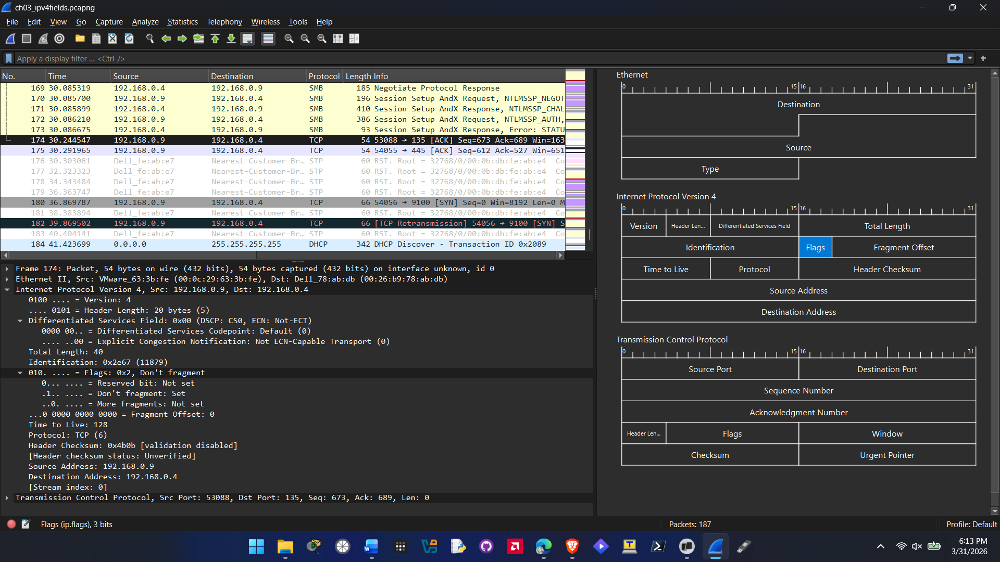 ch03_ipv4fields.pcapng
File Edit View Go Capture Analyze Statistics Telephony Wireless Tools Help
Apply a display filter ... <Ctrl-/>
No. Time Source Destination Protocol Length Info
169 30.085319 192.168.0.4 192.168.0.9 SMB 185 Negotiate Protocol Response
170 30.085700 192.168.0.9 192.168.0.4 SMB 196 Session Setup AndX Request, NTLMSSP_NEGOT
171 30.085899 192.168.0.4 192.168.0.9 SMB 410 Session Setup AndX Response, NTLMSSP_CHAL
172 30.086210 192.168.0.9 192.168.0.4 SMB 386 Session Setup AndX Request, NTLMSSP_AUTH,
173 30.086675 192.168.0.4 192.168.0.9 SMB 93 Session Setup AndX Response, Error: STATU
174 30.244547 192.168.0.9 192.168.0.4 TCP 54 53088 → 135 [ACK] Seq=673 Ack=689 Win=163
175 30.291965 192.168.0.9 192.168.0.4 TCP 54 54055 → 445 [ACK] Seq=612 Ack=527 Win=651
176 30.303061 Dell_fe:ab:e7 Nearest-Customer-Br... STP 60 RST. Root = 32768/0/00:0b:db:fe:ab:e4 Co
177 32.323323 Dell_fe:ab:e7 Nearest-Customer-Br... STP 60 RST. Root = 32768/0/00:0b:db:fe:ab:e4 Co
178 34.343484 Dell_fe:ab:e7 Nearest-Customer-Br... STP 60 RST. Root = 32768/0/00:0b:db:fe:ab:e4 Co
179 36.363747 Dell_fe:ab:e7 Nearest-Customer-Br... STP 60 RST. Root = 32768/0/00:0b:db:fe:ab:e4 Co
180 36.869787 192.168.0.9 192.168.0.4 TCP 66 54056 → 9100 [SYN] Seq=0 Win=8192 Len=0 M
181 38.383894 Dell_fe:ab:e7 Nearest-Customer-Br... STP 60 RST. Root = 32768/0/00:0b:db:fe:ab:e4 Co
182 39.869502 192.168.0.9 192.168.0.4 TCP 66 [TCP Retransmission] 54056 → 9100 [SYN] S
183 40.404141 Dell_fe:ab:e7 Nearest-Customer-Br... STP 60 RST. Root = 32768/0/00:0b:db:fe:ab:e4 Co
184 41.423699 0.0.0.0 255.255.255.255 DHCP 342 DHCP Discover - Transaction ID 0x2089
Frame 174: Packet, 54 bytes on wire (432 bits), 54 bytes captured (432 bits) on interface unknown, id 0
Ethernet II, Src: VMware_63:3b:fe (00:0c:29:63:3b:fe), Dst: Dell_78:ab:db (00:26:b9:78:ab:db)
Internet Protocol Version 4, Src: 192.168.0.9, Dst: 192.168.0.4
0100 .... = Version: 4
.... 0101 = Header Length: 20 bytes (5)
Differentiated Services Field: 0x00 (DSCP: CS0, ECN: Not-ECT)
0000 00.. = Differentiated Services Codepoint: Default (0)
.... ..00 = Explicit Congestion Notification: Not ECN-Capable Transport (0)
Total Length: 40
Identification: 0x2e67 (11879)
010. .... = Flags: 0x2, Don't fragment
0... .... = Reserved bit: Not set
.1.. .... = Don't fragment: Set
..0. .... = More fragments: Not set
...0 0000 0000 0000 = Fragment Offset: 0
Time to Live: 128
Protocol: TCP (6)
Header Checksum: 0x4b0b [validation disabled]
[Header checksum status: Unverified]
Source Address: 192.168.0.9
Destination Address: 192.168.0.4
[Stream index: 0]
Transmission Control Protocol, Src Port: 53088, Dst Port: 135, Seq: 673, Ack: 689, Len: 0
Ethernet
0 15 16 31
Destination
Source
Type
Internet Protocol Version 4
0 15 16 31
Version Header Len... Differentiated Services Field Total Length
Identification Flags Fragment Offset
Time to Live Protocol Header Checksum
Source Address
Destination Address
Transmission Control Protocol
0 15 16 31
Source Port Destination Port
Sequence Number
Acknowledgment Number
Header Len... Flags Window
Checksum Urgent Pointer
Flags (ip.flags), 3 bits
Packets: 187
Profile: Default
6:13 PM
3/31/2026